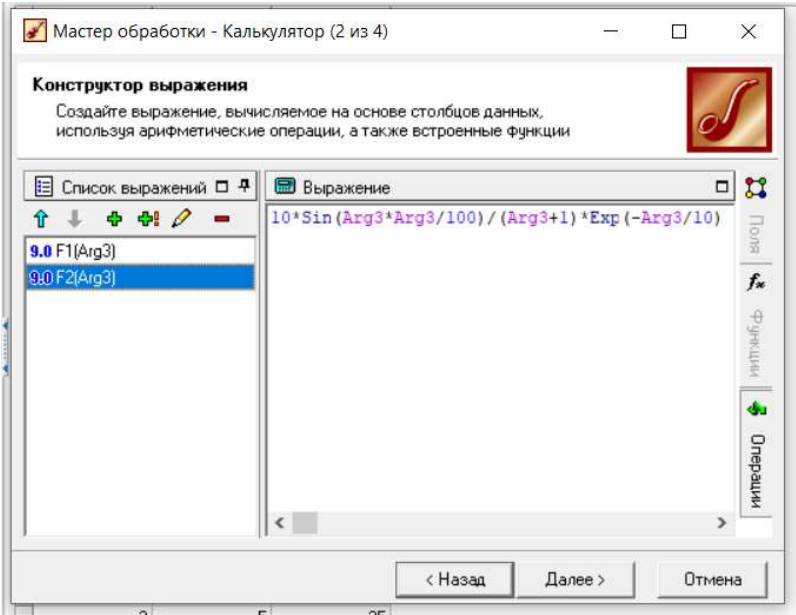 Мастер обработки - Калькулятор (2 из 4)
Конструктор выражения
Создайте выражение, вычисляемое на основе столбцов данных,
используя арифметические операции, а также встроенные функции
Список выражений
Выражение
10*Sin(Arg3*Arg3/100)/(Arg3+1)*Exp(-Arg3/10)
9.0 F1(Arg3)
9.0 F2(Arg3)
Поля
fx
Функции
Операции
< Назад
Далее >
Отмена